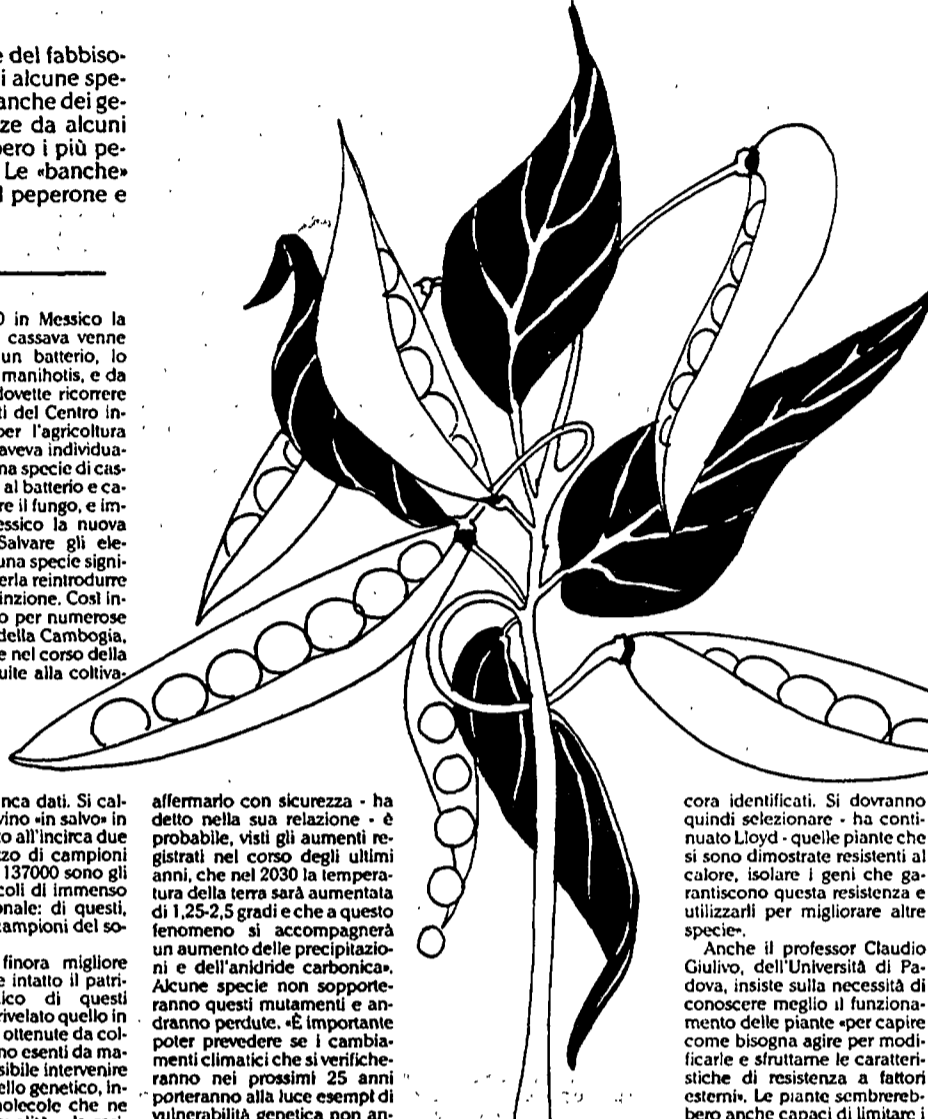 e del fabbiso-
i alcune spe-
anche dei ge-
ze da alcuni
bero i più pe-
Le «banche»
l peperone e
0 in Messico la
cassava venne
un batterio, lo
manihotis, e da
dovette ricorrere
ti del Centro in-
per l'agricoltura
aveva individua-
na specie di cas-
al batterio e ca-
re il fungo, e im-
essico la nuova
Salvare gli ele-
una specie signi-
erla reintrodurre
inzione. Così in-
o per numerose
della Cambogia,
e nel corso della
uite alla coltiva-
nca dati. Si cal-
vino «in salvo» in
to all'incirca due
zzo di campioni
137000 sono gli
coli di immenso
onale: di questi,
campioni del so-
finora migliore
e intatto il patri-
ico di questi
rivelato quello in
ottenute da col-
no esenti da ma-
sibile intervenire
ello genetico, in-
nolecole che ne
affermarlo con sicurezza - ha
detto nella sua relazione - è
probabile, visti gli aumenti re-
gistrati nel corso degli ultimi
anni, che nel 2030 la tempera-
tura della terra sarà aumentata
di 1,25-2,5 gradi e che a questo
fenomeno si accompagnerà
un aumento delle precipitazio-
ni e dell'anidride carbonica».
Alcune specie non sopporte-
ranno questi mutamenti e an-
dranno perdute. «È importante
poter prevedere se i cambia-
menti climatici che si verifiche-
ranno nei prossimi 25 anni
porteranno alla luce esempi di
vulnerabilità genetica non an-
cora identificati. Si dovranno
quindi selezionare - ha conti-
nuato Lloyd - quelle piante che
si sono dimostrate resistenti al
calore, isolare i geni che ga-
rantiscono questa resistenza e
utilizzarli per migliorare altre
specie».
Anche il professor Claudio
Giulivo, dell'Università di Pa-
dova, insiste sulla necessità di
conoscere meglio il funziona-
mento delle piante «per capire
come bisogna agire per modi-
ficarle e sfruttarne le caratteri-
stiche di resistenza a fattori
esterni». Le piante sembrereb-
bero anche capaci di limitare i